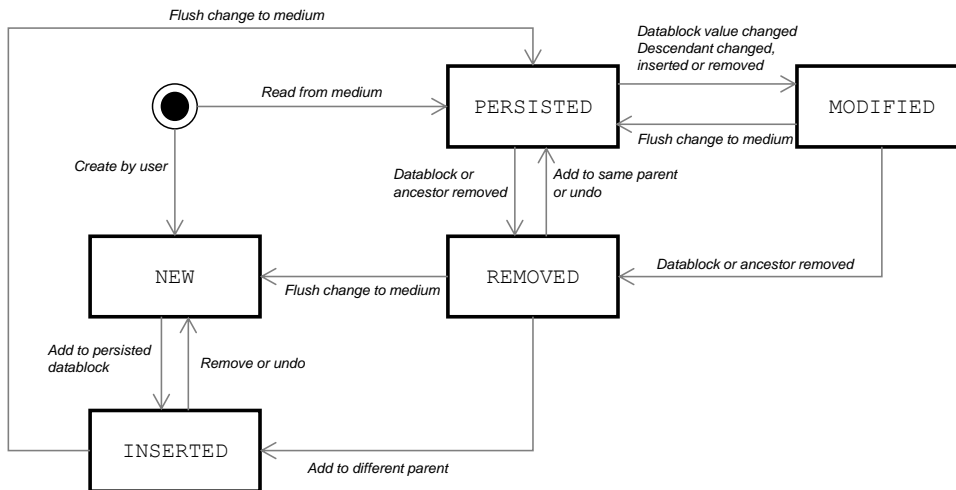 Flush change to medium
Datablock value changed
Descendant changed,
inserted or removed
Read from medium
PERSISTED
MODIFIED
Flush change to medium
Create by user
Datablock or
ancestor removed
Add to same parent
or undo
NEW
REMOVED
Datablock or ancestor removed
Flush change to medium
Add to persisted
datablock
Remove or undo
INSERTED
Add to different parent